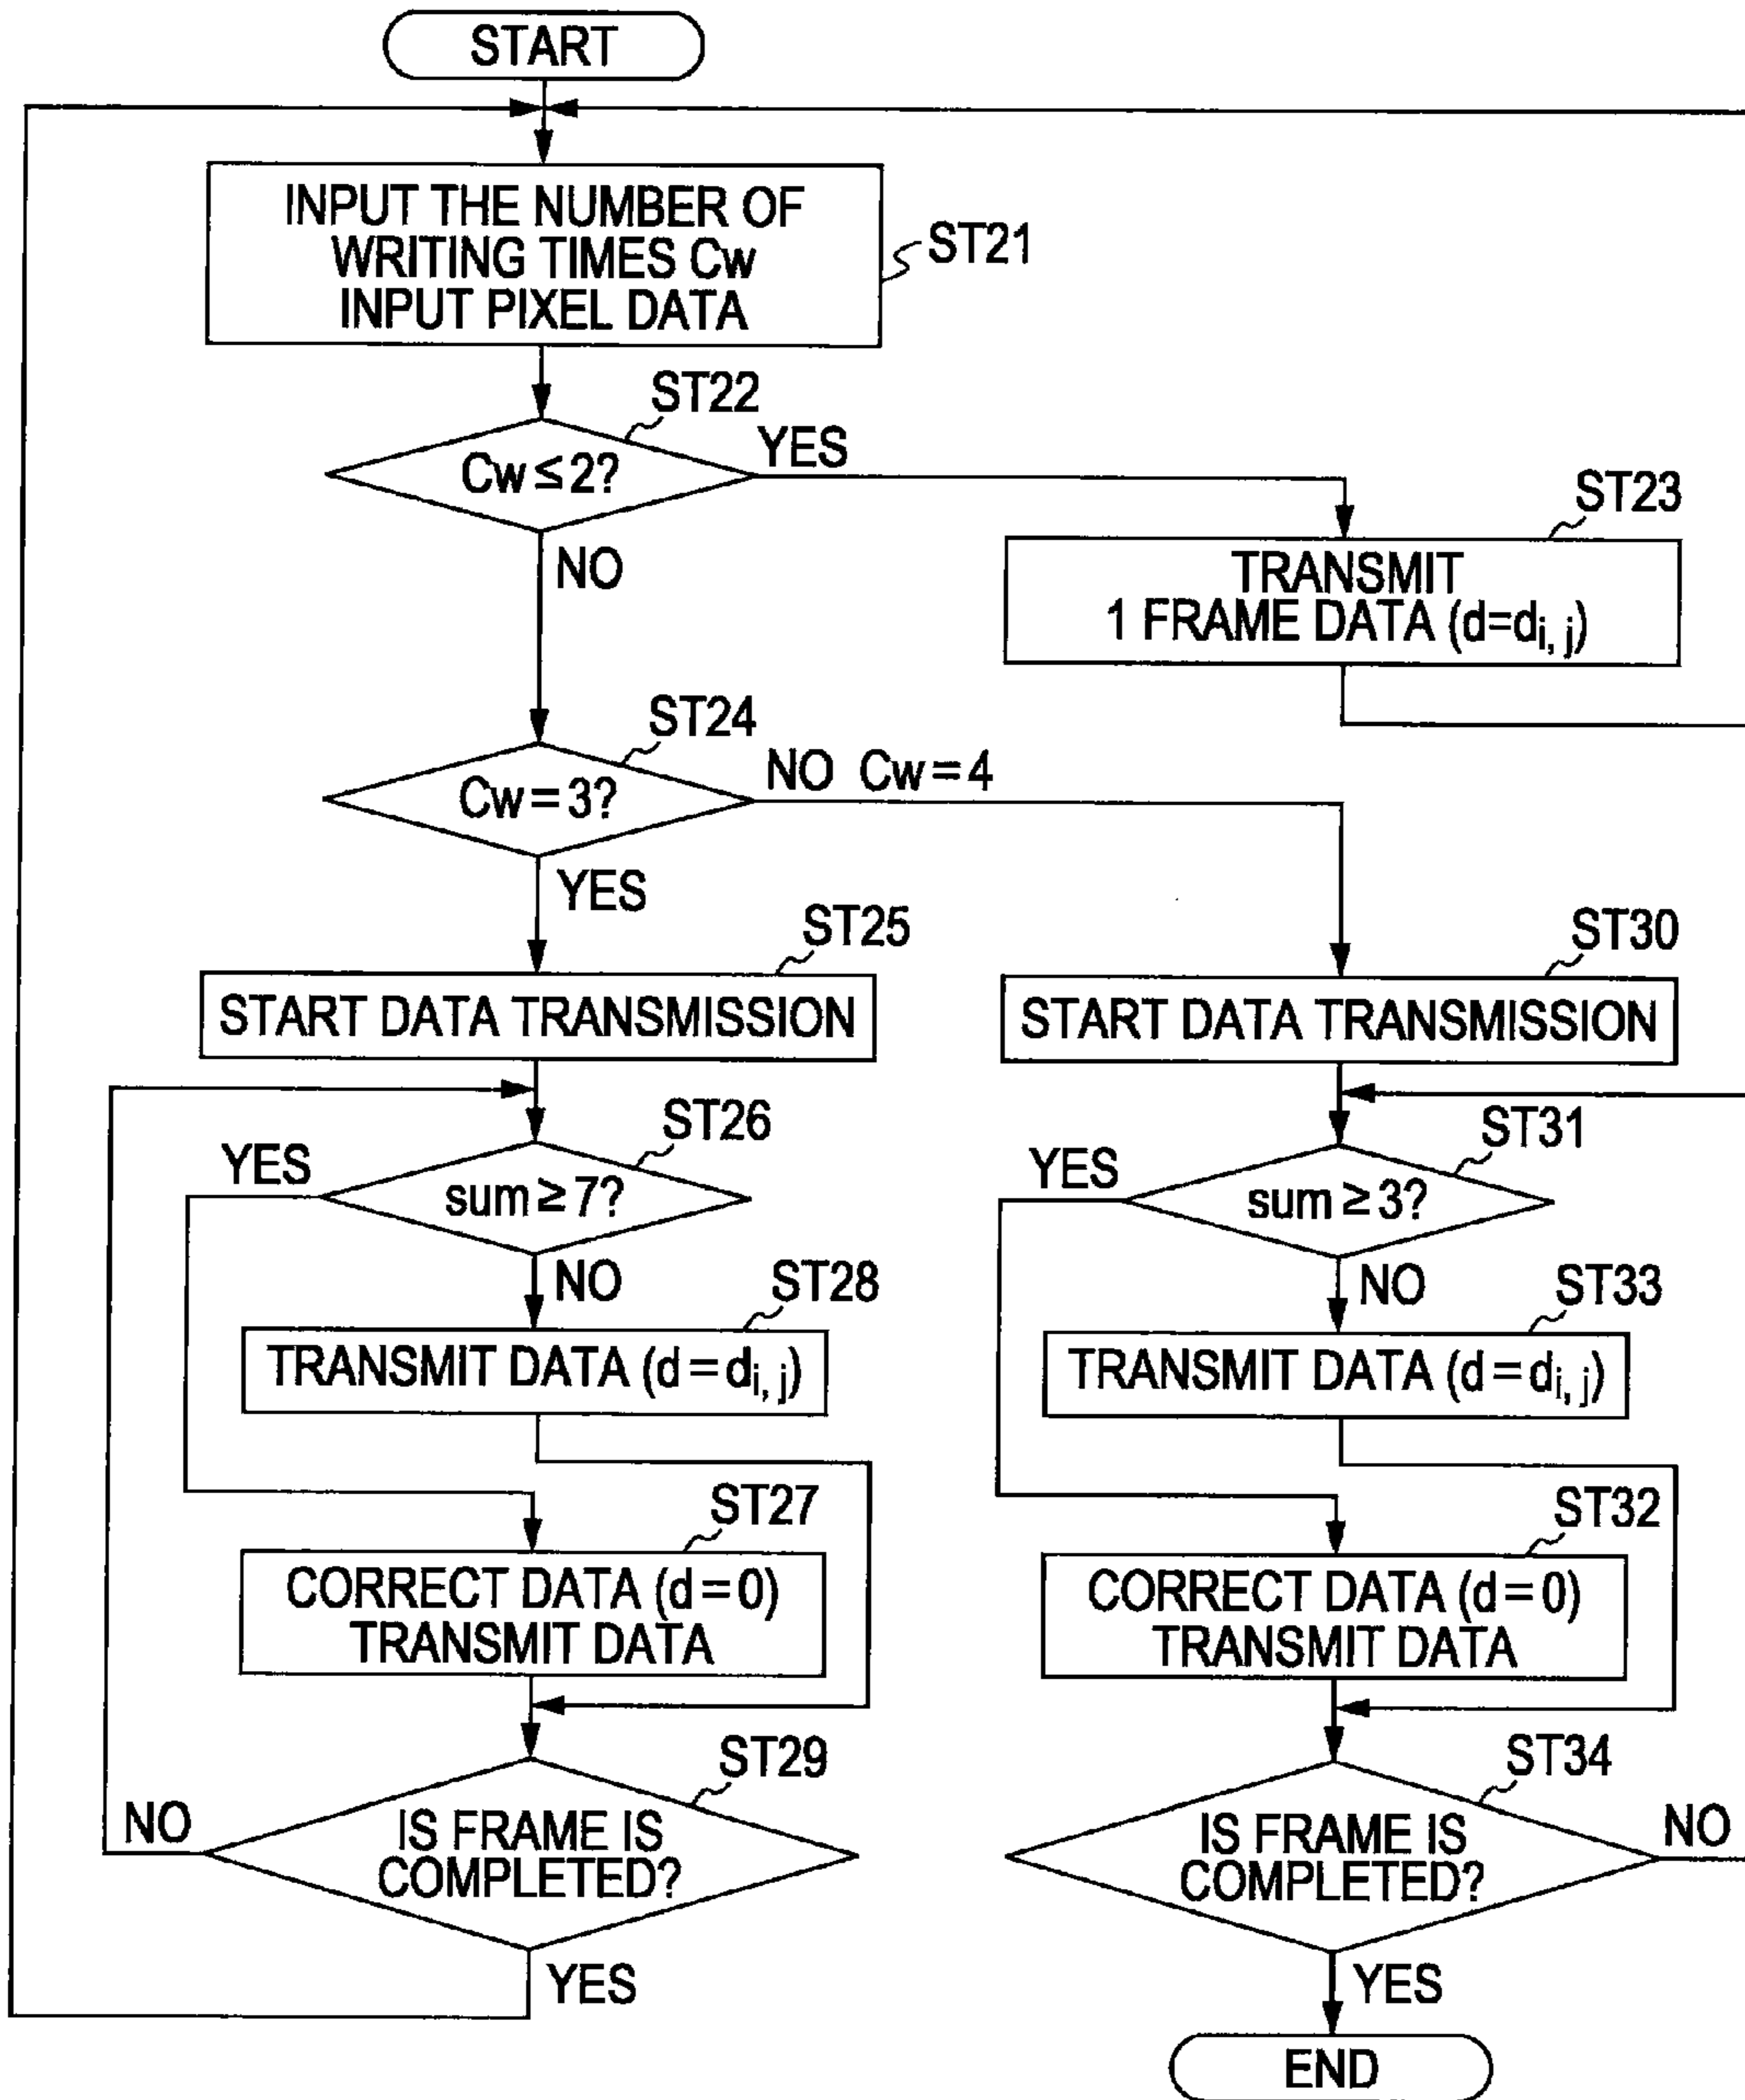 START
INPUT THE NUMBER OF
WRITING TIMES Cw
INPUT PIXEL DATA
ST21
ST22
Cw ≤ 2?
YES
NO
ST23
TRANSMIT
1 FRAME DATA (d=di, j)
ST24
Cw = 3?
NO Cw = 4
YES
ST25
START DATA TRANSMISSION
ST30
START DATA TRANSMISSION
ST26
YES
sum ≥ 7?
NO
ST31
YES
sum ≥ 3?
NO
ST28
TRANSMIT DATA (d = di, j)
ST33
TRANSMIT DATA (d = di, j)
ST27
CORRECT DATA (d = 0)
TRANSMIT DATA
ST32
CORRECT DATA (d = 0)
TRANSMIT DATA
ST29
NO
IS FRAME IS
COMPLETED?
YES
ST34
IS FRAME IS
COMPLETED?
NO
YES
END